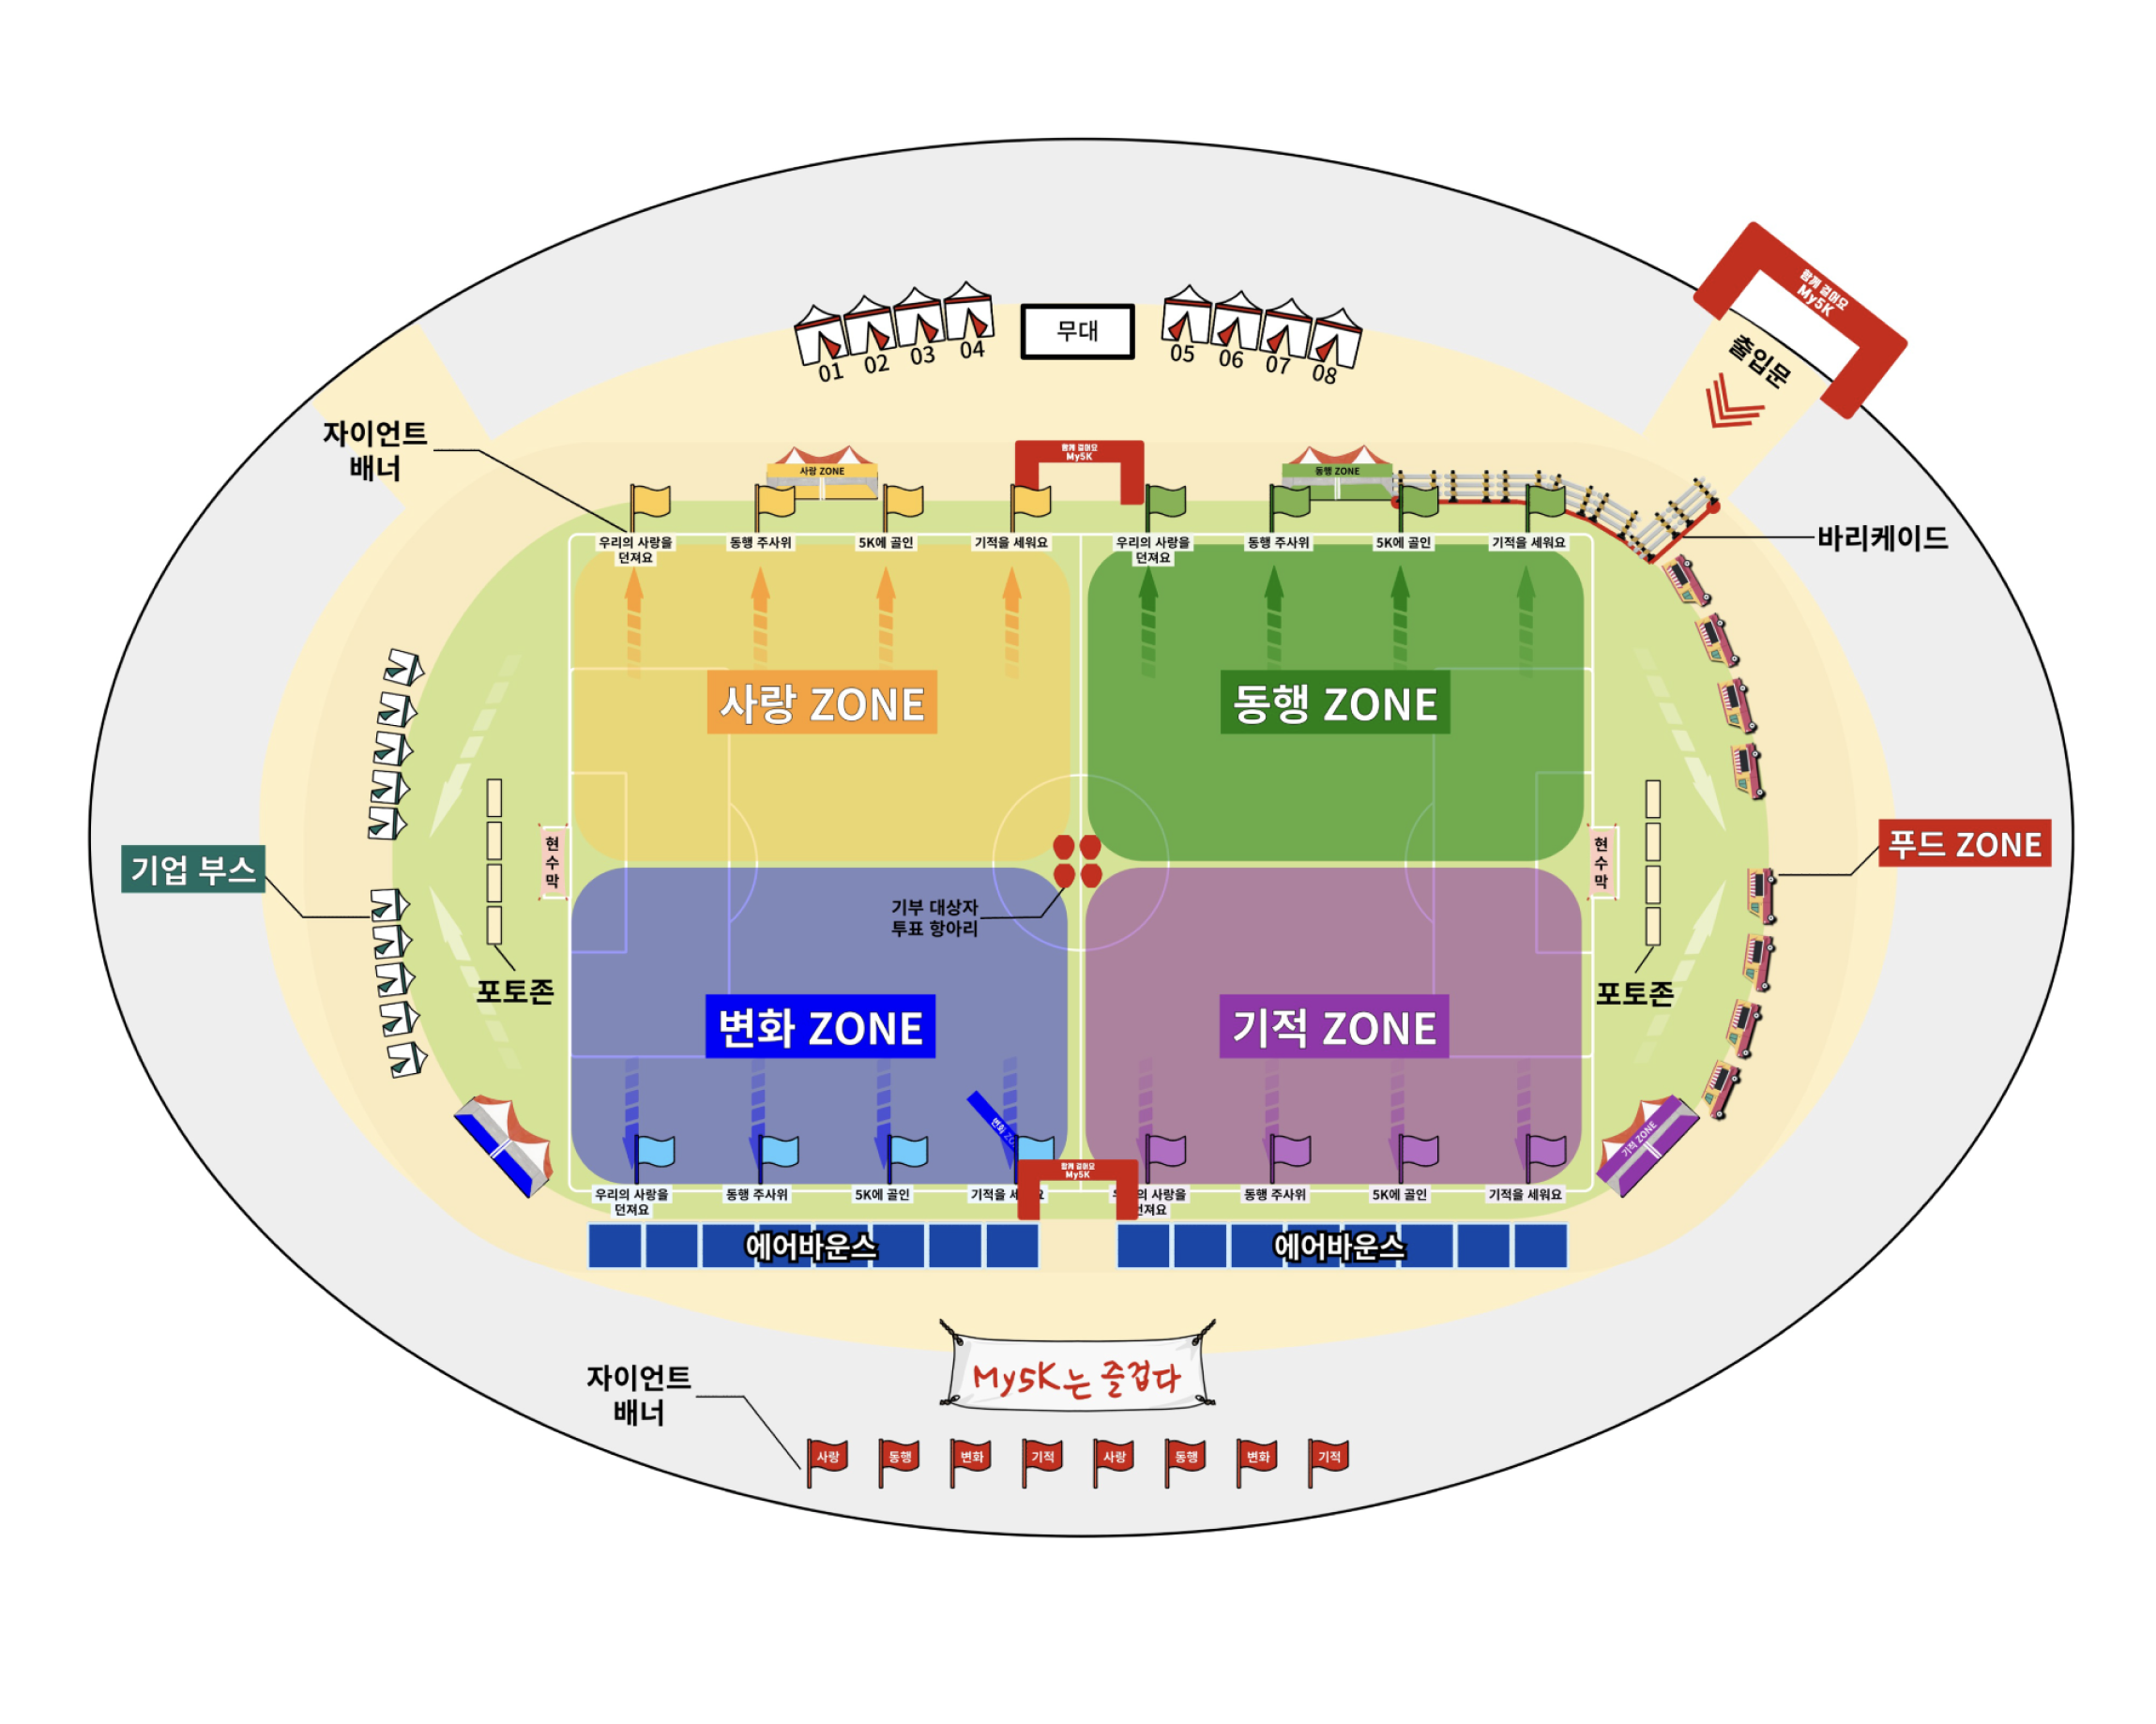 함께 걸어요
My5K
출입문
무대
01
02
03
04
05
06
07
08
자이언트
배너
사랑 ZONE
함께 걸어요
My5K
동행 ZONE
바리케이드
우리의 사랑을
던져요
동행 주사위
5K에 골인
기적을 세워요
우리의 사랑을
던져요
동행 주사위
5K에 골인
기적을 세워요
사랑 ZONE
동행 ZONE
기업 부스
현
수
막
현
수
막
푸드 ZONE
기부 대상자
투표 항아리
포토존
포토존
변화 ZONE
기적 ZONE
변화 ZO
기적 ZONE
함께 걸어요
My5K
우리의 사랑을
던져요
동행 주사위
5K에 골인
기적을 세 요
의 사랑을
던져요
동행 주사위
5K에 골인
기적을 세워요
에어바운스
에어바운스
My5K는 즐겁다
자이언트
배너
사랑
동행
변화
기적
사랑
동행
변화
기적